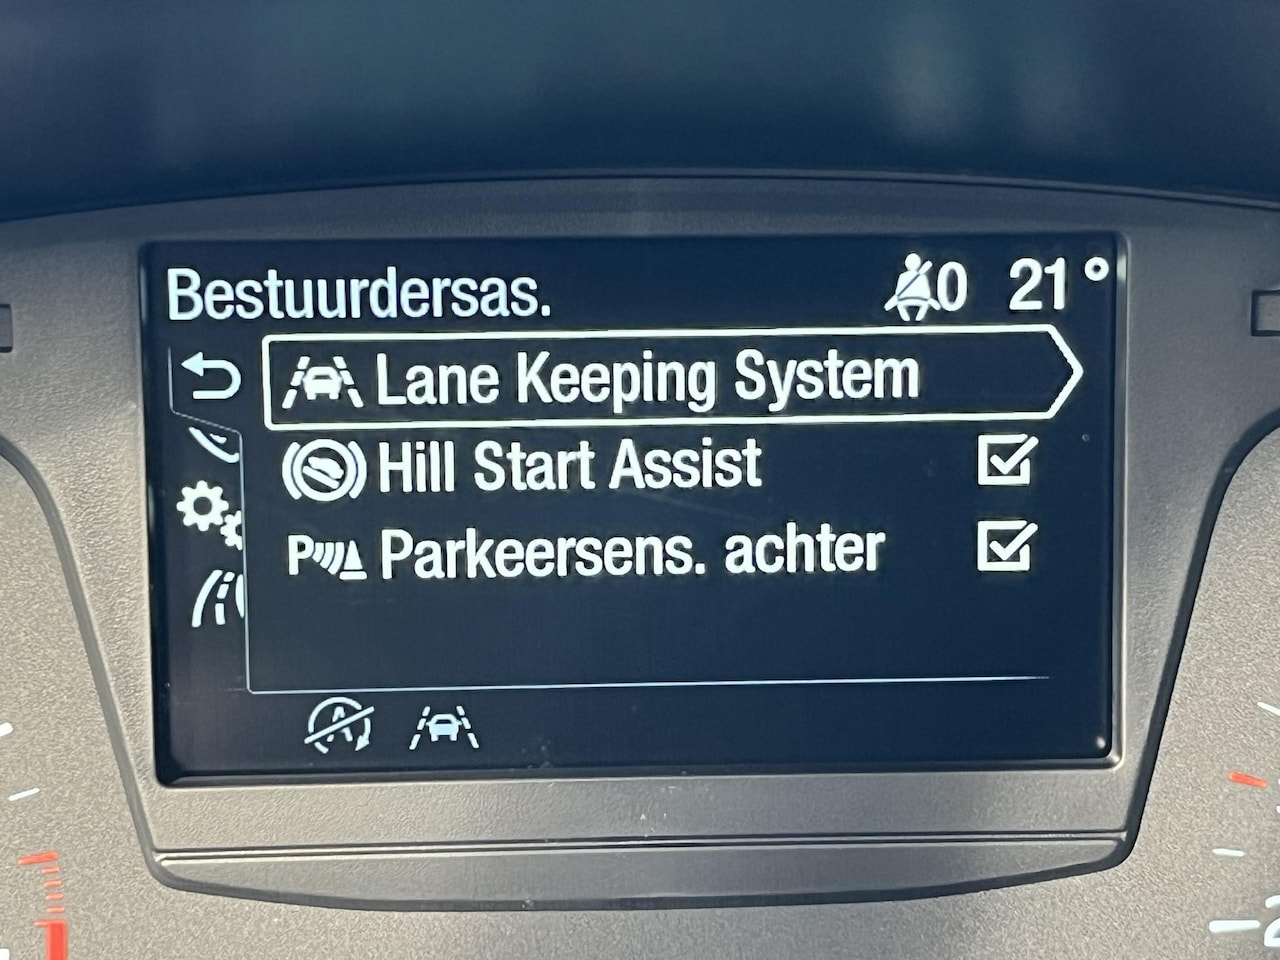 Bestuurdersas. 0 21°
Lane Keeping System
Hill Start Assist
P Parkeersens. achter
A